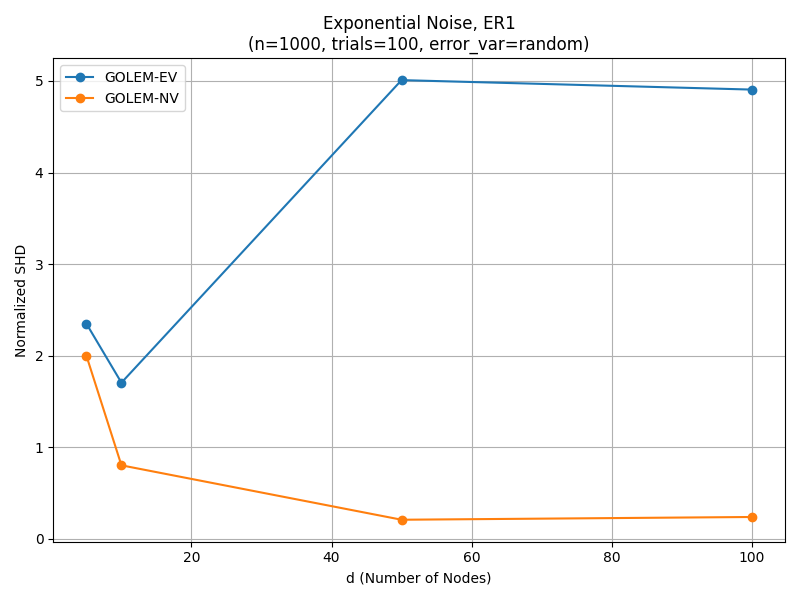 Exponential Noise, ER1
(n=1000, trials=100, error_var=random)
GOLEM-EV
GOLEM-NV
Normalized SHD
5
4
3
2
1
0
20
40
60
80
100
d (Number of Nodes)